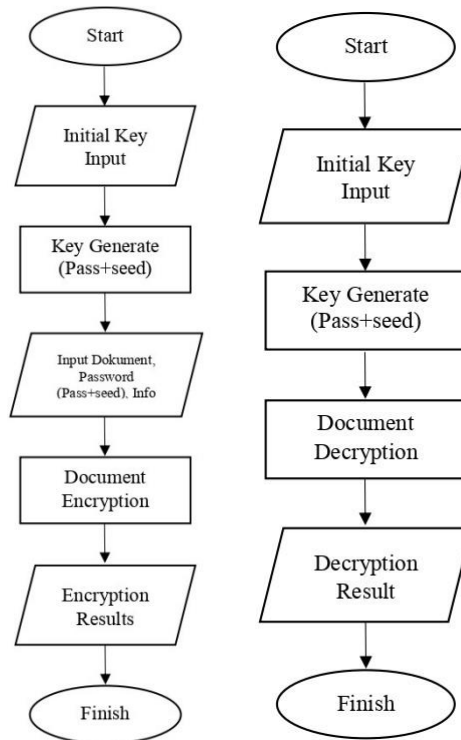 Start
Initial Key
Input
Key Generate
(Pass+seed)
Input Dokument,
Password
(Pass+seed), Info
Document
Encryption
Encryption
Results
Finish
Start
Initial Key
Input
Key Generate
(Pass+seed)
Document
Decryption
Decryption
Result
Finish